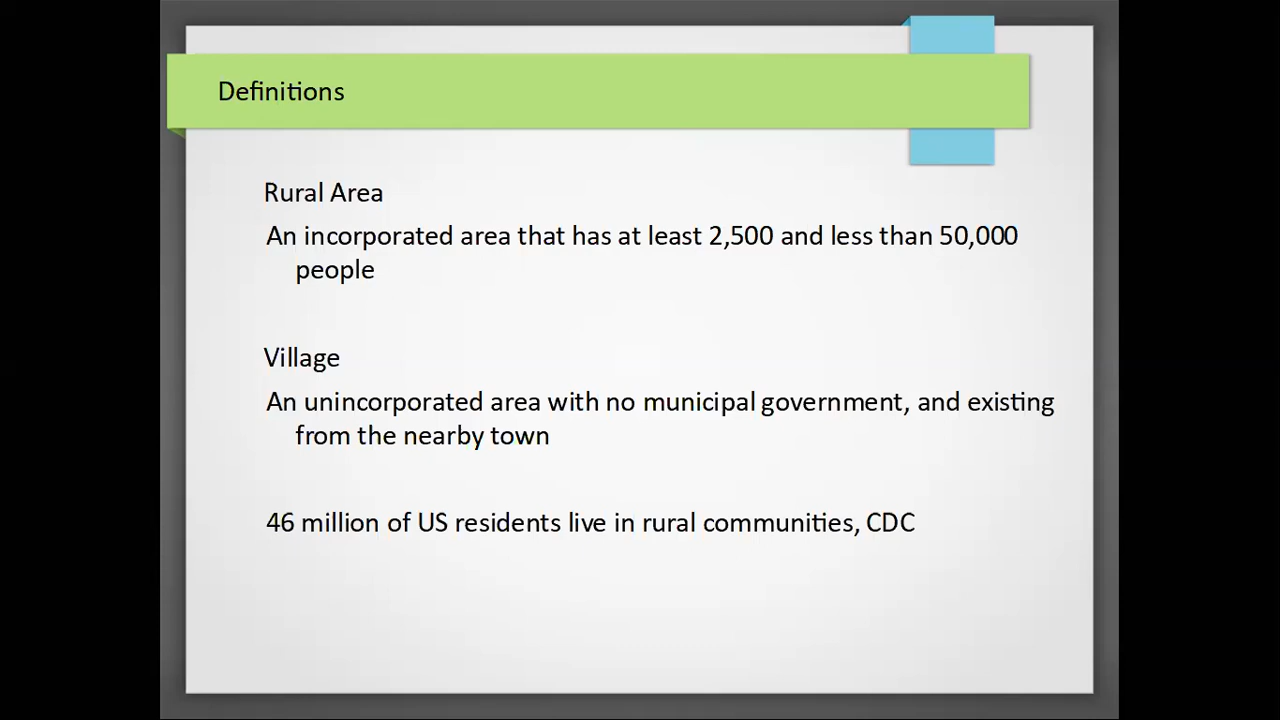 Definitions
Rural Area
An incorporated area that has at least 2,500 and less than 50,000
people
Village
An unincorporated area with no municipal government, and existing
from the nearby town
46 million of US residents live in rural communities, CDC